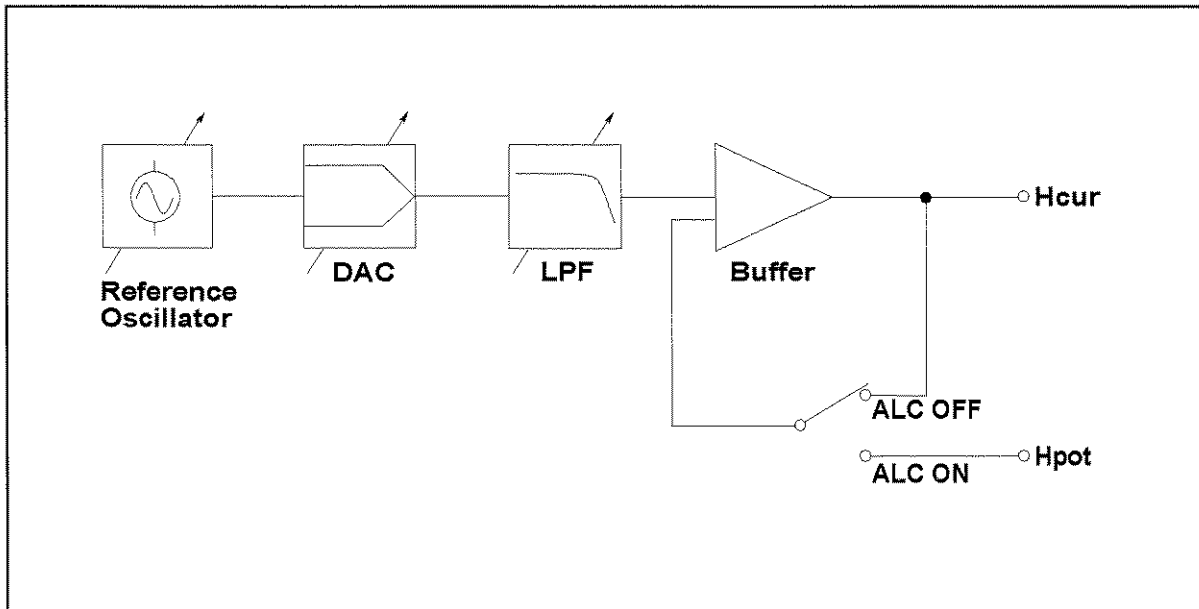 Reference
Oscillator
DAC
LPF
Buffer
Hcur
ALC OFF
ALC ON
Hpot